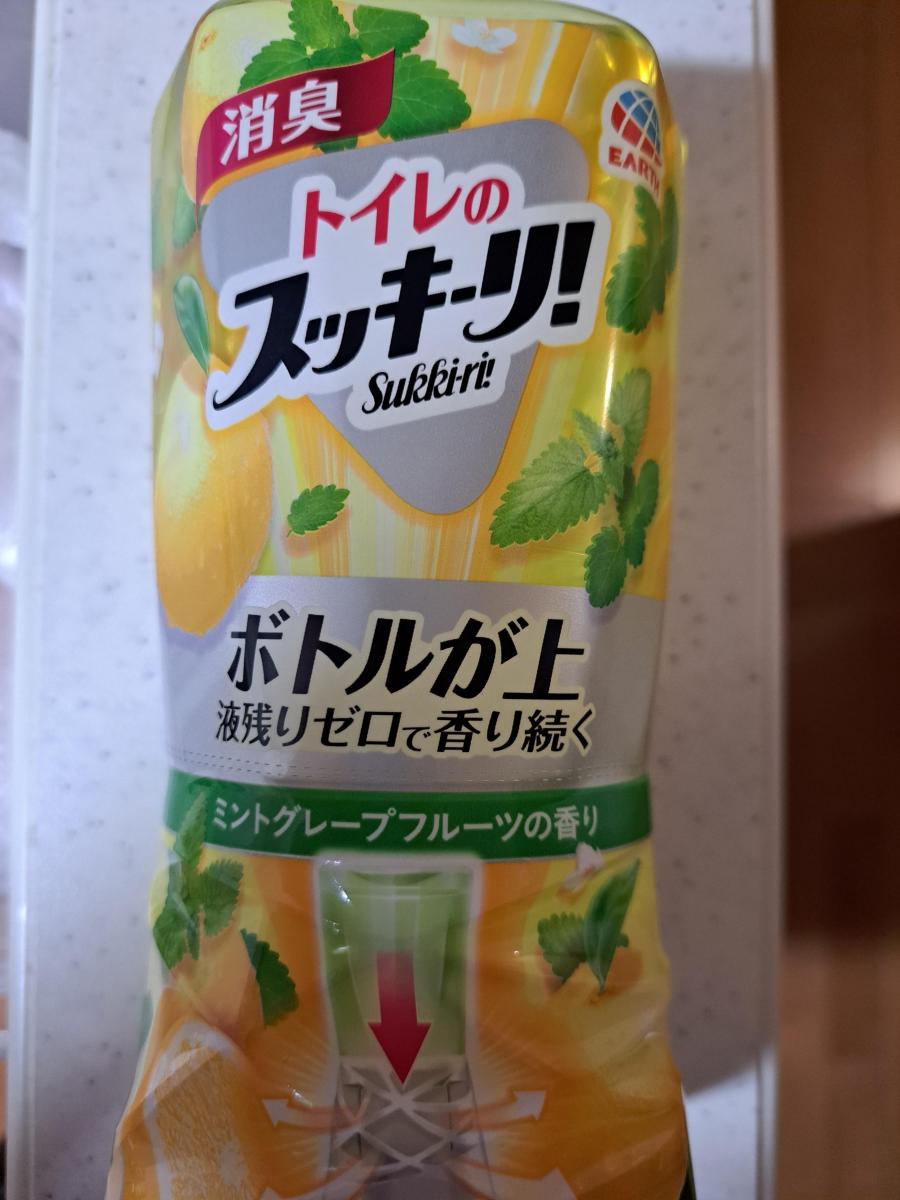 消臭
EARTH
トイレの
スッキーリ!
Sukki-ri!
ボトルが上
液残りゼロで香り続く
ミントグレープフルーツの香り